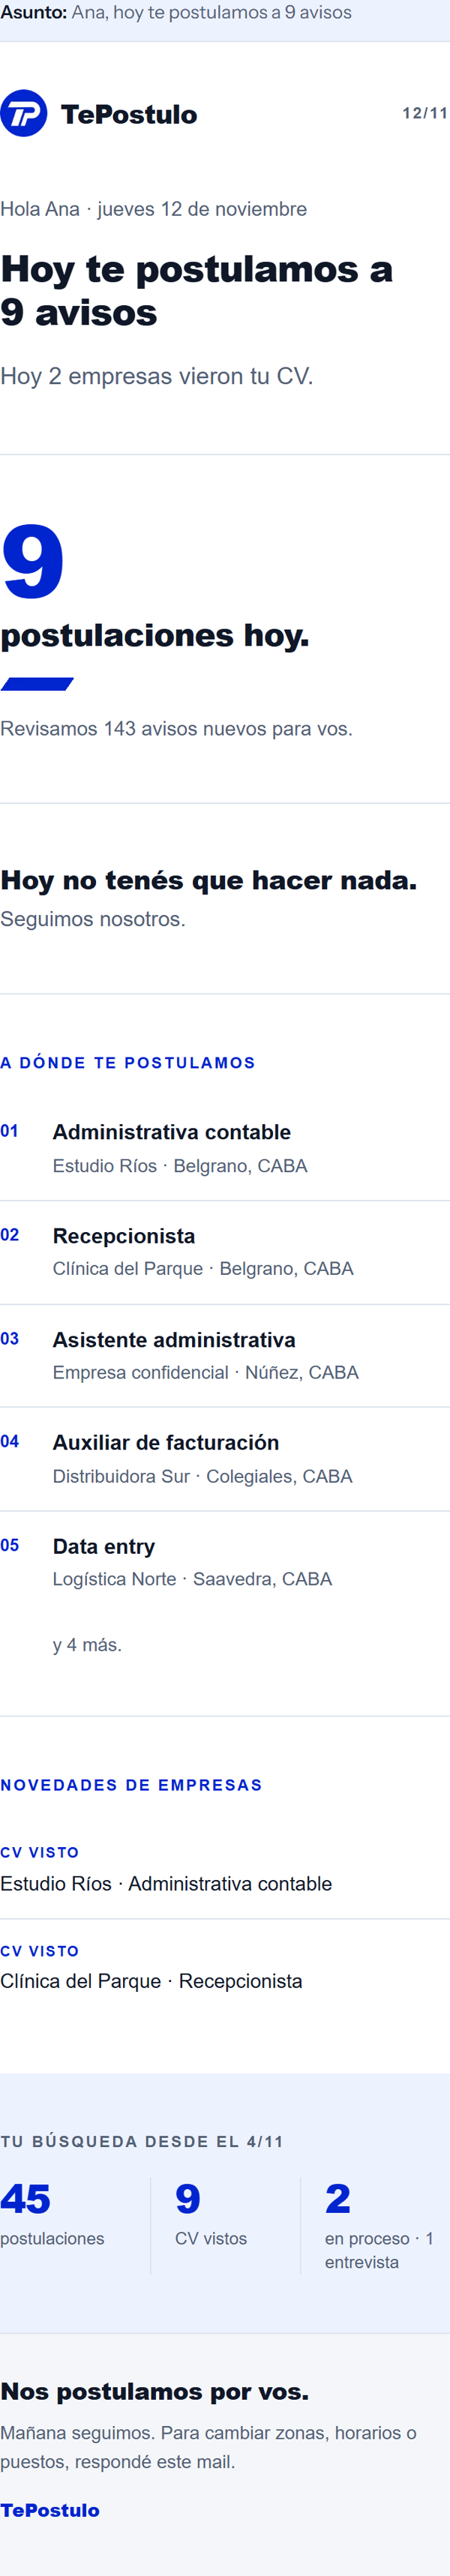 Asunto: Ana, hoy te postulamos a 9 avisos
TP TePostulo
12/11
Hola Ana · jueves 12 de noviembre
Hoy te postulamos a
9 avisos
Hoy 2 empresas vieron tu CV.
9
postulaciones hoy.
Revisamos 143 avisos nuevos para vos.
Hoy no tenés que hacer nada.
Seguimos nosotros.
A DÓNDE TE POSTULAMOS
01 Administrativa contable
Estudio Ríos · Belgrano, CABA
02 Recepcionista
Clínica del Parque · Belgrano, CABA
03 Asistente administrativa
Empresa confidencial · Núñez, CABA
04 Auxiliar de facturación
Distribuidora Sur · Colegiales, CABA
05 Data entry
Logística Norte · Saavedra, CABA
y 4 más.
NOVEDADES DE EMPRESAS
CV VISTO
Estudio Ríos · Administrativa contable
CV VISTO
Clínica del Parque · Recepcionista
TU BÚSQUEDA DESDE EL 4/11
45
postulaciones
9
CV vistos
2
en proceso · 1
entrevista
Nos postulamos por vos.
Mañana seguimos. Para cambiar zonas, horarios o
puestos, respondé este mail.
TePostulo